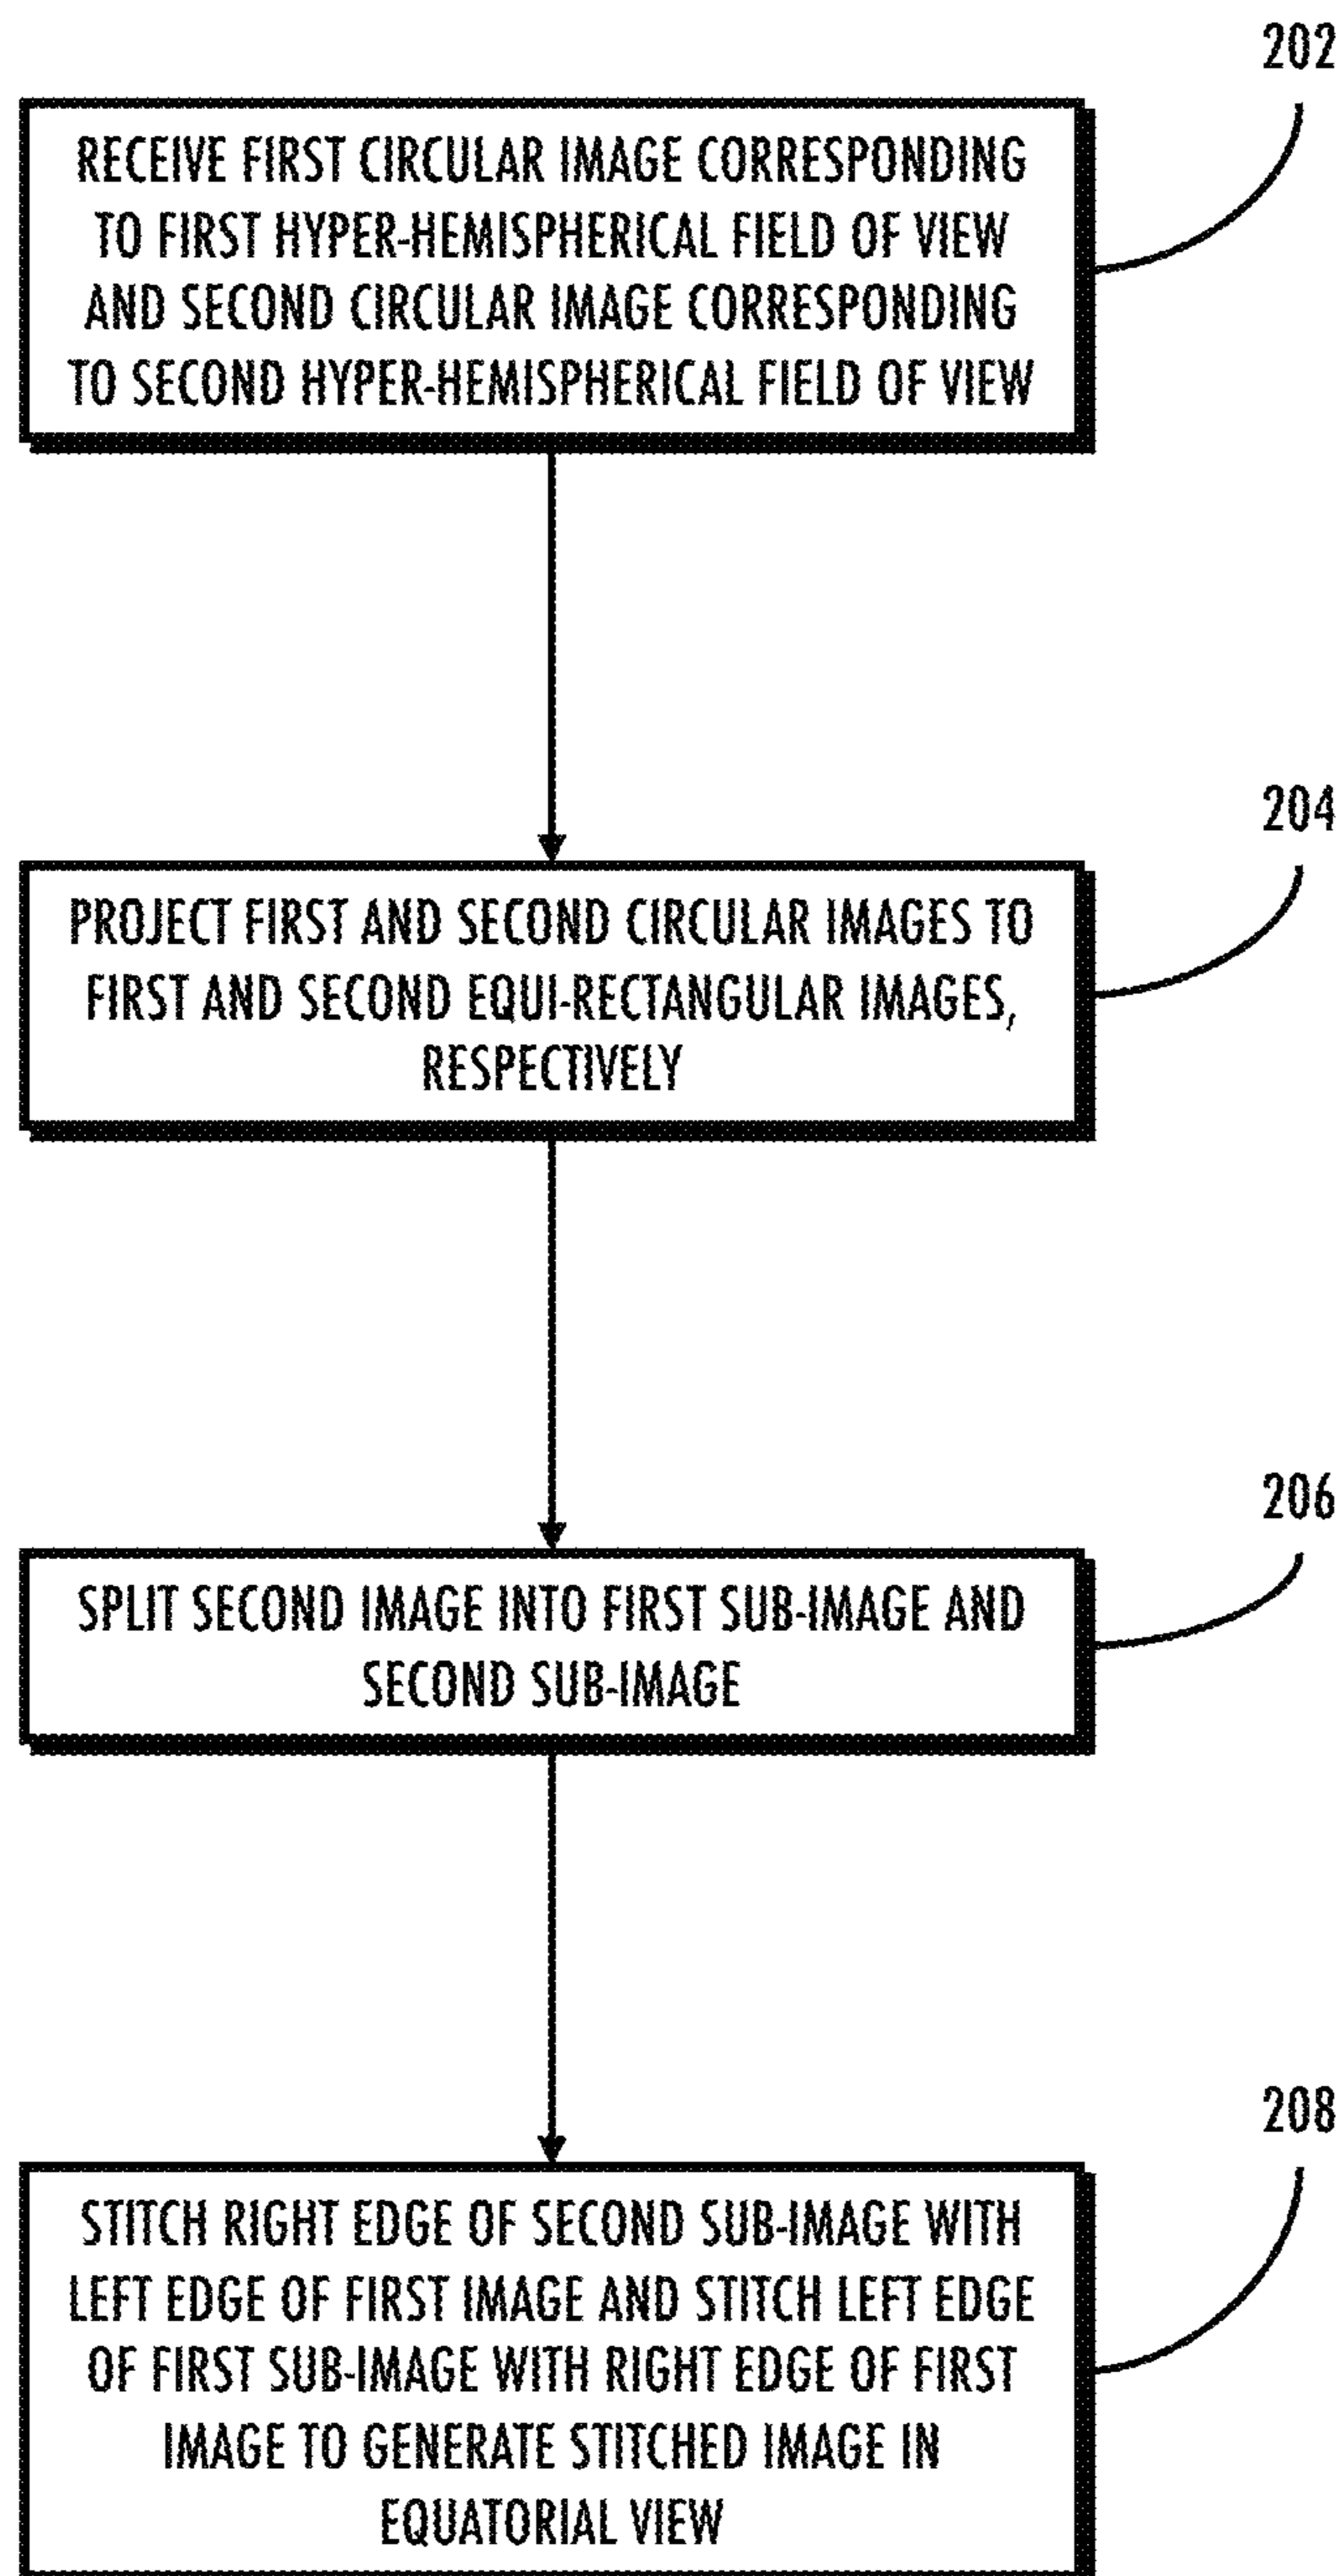 202
RECEIVE FIRST CIRCULAR IMAGE CORRESPONDING
TO FIRST HYPER-HEMISPHERICAL FIELD OF VIEW
AND SECOND CIRCULAR IMAGE CORRESPONDING
TO SECOND HYPER-HEMISPHERICAL FIELD OF VIEW
204
PROJECT FIRST AND SECOND CIRCULAR IMAGES TO
FIRST AND SECOND EQUI-RECTANGULAR IMAGES,
RESPECTIVELY
206
SPLIT SECOND IMAGE INTO FIRST SUB-IMAGE AND
SECOND SUB-IMAGE
208
STITCH RIGHT EDGE OF SECOND SUB-IMAGE WITH
LEFT EDGE OF FIRST IMAGE AND STITCH LEFT EDGE
OF FIRST SUB-IMAGE WITH RIGHT EDGE OF FIRST
IMAGE TO GENERATE STITCHED IMAGE IN
EQUATORIAL VIEW